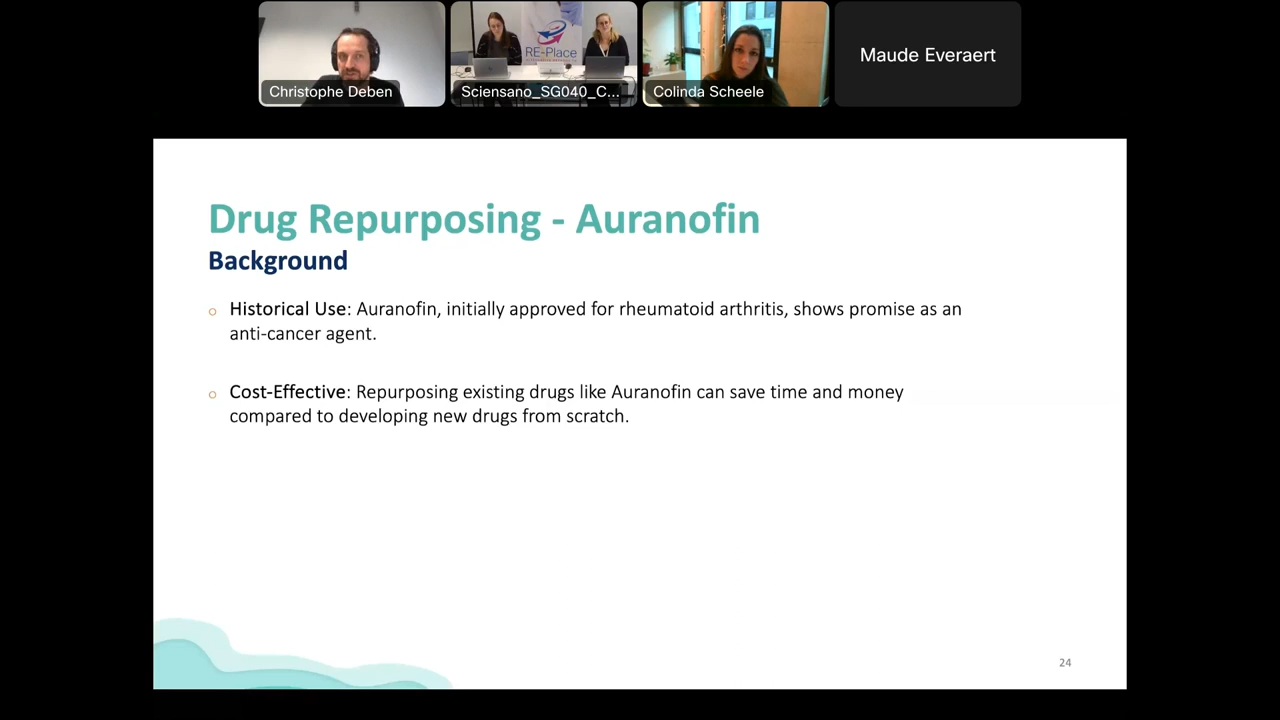 Christophe Deben
RE-Place
Sciensano_SG040_C...
Colinda Scheele
Maude Everaert
Drug Repurposing - Auranofin
Background
Historical Use: Auranofin, initially approved for rheumatoid arthritis, shows promise as an
anti-cancer agent.
Cost-Effective: Repurposing existing drugs like Auranofin can save time and money
compared to developing new drugs from scratch.
24